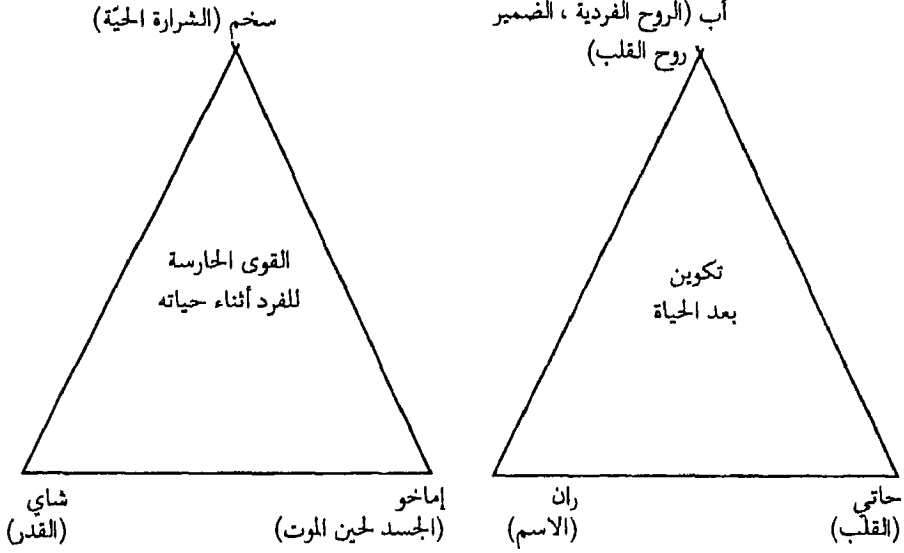 أب (الروح الفردية ، الضمير
روح القلب)
تكوين
بعد الحياة
حاتي
(القلب)
ران
(الاسم)
سخم (الشرارة الحيّة)
القوى الحارسة
للفرد أثناء حياته
إماخو
(الجسد لحين الموت)
شاي
(القدر)